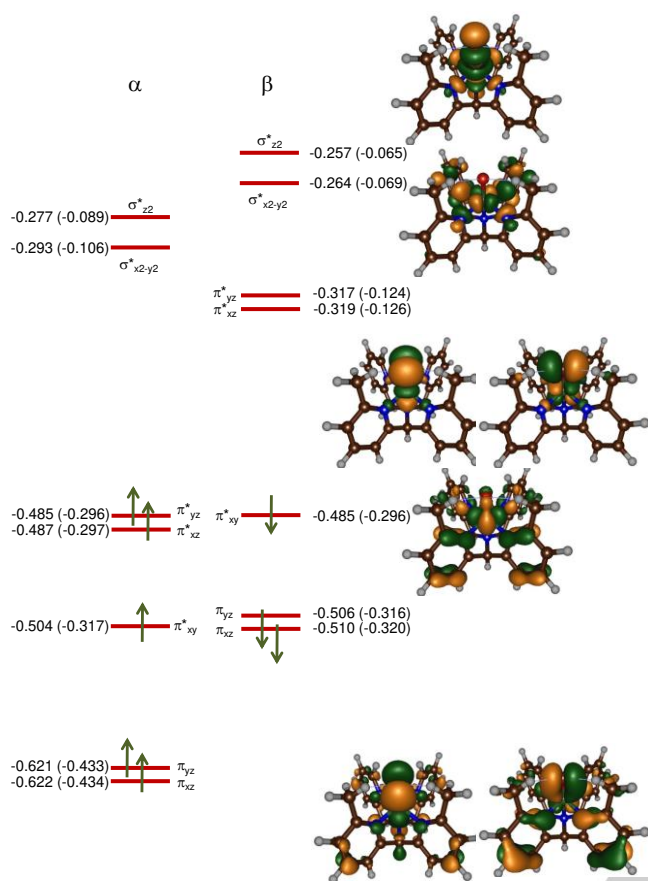 α β
σ*z2 -0.257 (-0.065)
-0.264 (-0.069)
σ*x2-y2
-0.277 (-0.089) σ*z2
-0.293 (-0.106)
σ*x2-y2
π*yz -0.317 (-0.124)
π*xz -0.319 (-0.126)
-0.485 (-0.296) π*yz π*xy -0.485 (-0.296)
-0.487 (-0.297) π*xz
πyz -0.506 (-0.316)
-0.504 (-0.317) π*xy πxz -0.510 (-0.320)
-0.621 (-0.433) πyz
-0.622 (-0.434) πxz